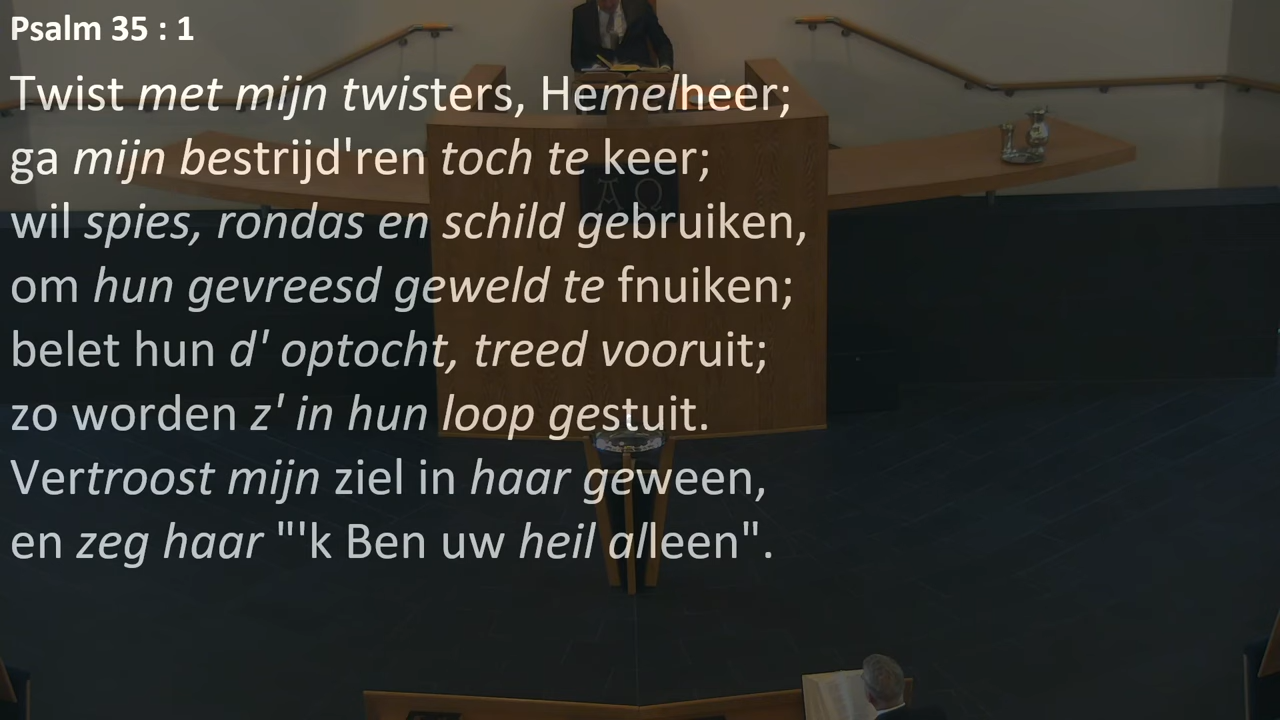 Psalm 35 : 1
Twist met mijn twisters, Hemelheer;
ga mijn bestrijd'ren toch te keer;
wil spies, rondas en schild gebruiken,
om hun gevreesd geweld te fnuiken;
belet hun d' optocht, treed vooruit;
zo worden z' in hun loop gestuit.
Vertroost mijn ziel in haar geween,
en zeg haar "'k Ben uw heil alleen".
Α Ω